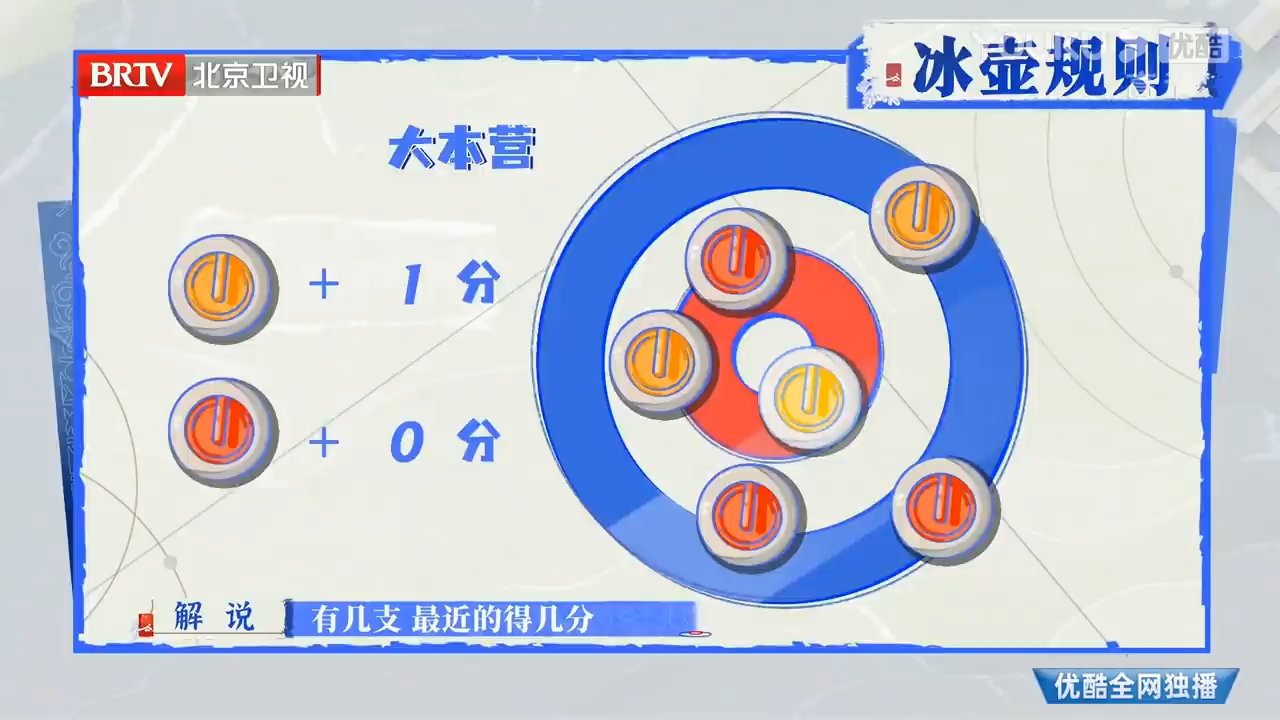 BRTV 北京卫视
优酷
冰壶规则
大本营
+ 1 分
+ 0 分
解说
有几支 最近的得几分
优酷全网独播